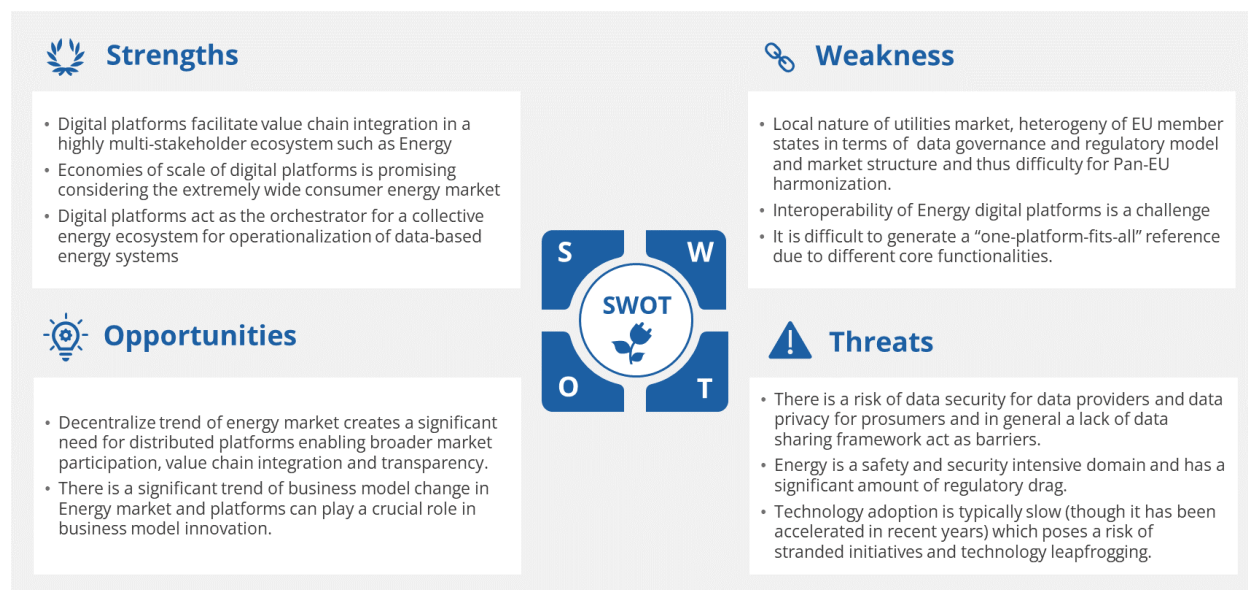 Strengths
• Digital platforms facilitate value chain integration in a
highly multi-stakeholder ecosystem such as Energy
• Economies of scale of digital platforms is promising
considering the extremely wide consumer energy market
• Digital platforms act as the orchestrator for a collective
energy ecosystem for operationalization of data-based
energy systems
Weakness
• Local nature of utilities market, heterogeny of EU member
states in terms of data governance and regulatory model
and market structure and thus difficulty for Pan-EU
harmonization.
• Interoperability of Energy digital platforms is a challenge
• It is difficult to generate a “one-platform-fits-all” reference
due to different core functionalities.
S
W
SWOT
O
T
Opportunities
• Decentralize trend of energy market creates a significant
need for distributed platforms enabling broader market
participation, value chain integration and transparency.
• There is a significant trend of business model change in
Energy market and platforms can play a crucial role in
business model innovation.
Threats
• There is a risk of data security for data providers and data
privacy for prosumers and in general a lack of data
sharing framework act as barriers.
• Energy is a safety and security intensive domain and has a
significant amount of regulatory drag.
• Technology adoption is typically slow (though it has been
accelerated in recent years) which poses a risk of
stranded initiatives and technology leapfrogging.